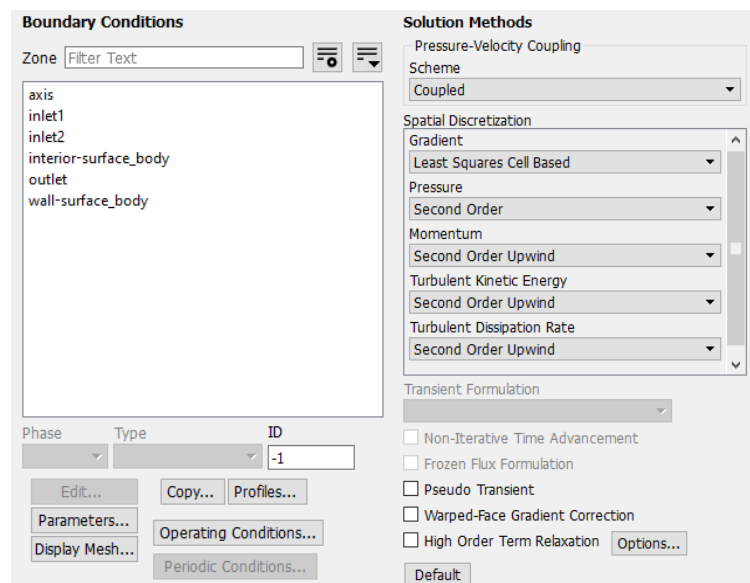 Boundary Conditions
Zone Filter Text
axis
inlet1
inlet2
interior-surface_body
outlet
wall-surface_body
Phase Type ID
-1
Edit... Copy... Profiles...
Parameters...
Operating Conditions...
Display Mesh...
Periodic Conditions...
Solution Methods
Pressure-Velocity Coupling
Scheme
Coupled
Spatial Discretization
Gradient
Least Squares Cell Based
Pressure
Second Order
Momentum
Second Order Upwind
Turbulent Kinetic Energy
Second Order Upwind
Turbulent Dissipation Rate
Second Order Upwind
Transient Formulation
Non-Iterative Time Advancement
Frozen Flux Formulation
Pseudo Transient
Warped-Face Gradient Correction
High Order Term Relaxation Options...
Default